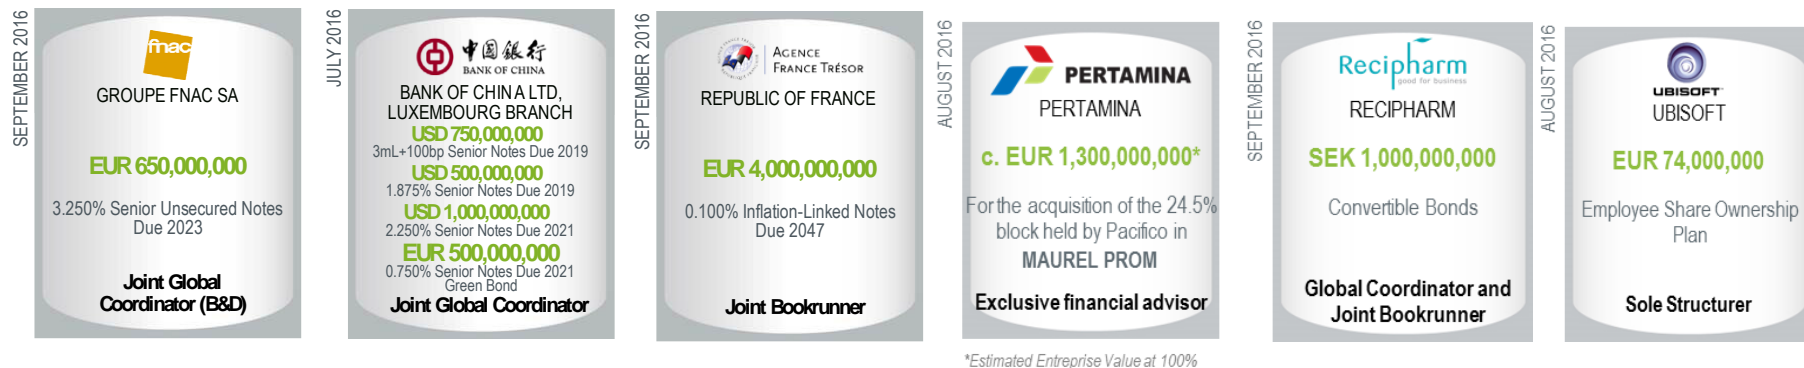 SEPTEMBER 2016
fnac
GROUPE FNAC SA
EUR 650,000,000
3.250% Senior Unsecured Notes
Due 2023
Joint Global
Coordinator (B&D)
JULY 2016
中国银行
BANK OF CHINA
BANK OF CHINA LTD,
LUXEMBOURG BRANCH
USD 750,000,000
3mL+100bp Senior Notes Due 2019
USD 500,000,000
1.875% Senior Notes Due 2019
USD 1,000,000,000
2.250% Senior Notes Due 2021
EUR 500,000,000
0.750% Senior Notes Due 2021
Green Bond
Joint Global Coordinator
SEPTEMBER 2016
AGENCE
FRANCE TRÉSOR
REPUBLIC OF FRANCE
EUR 4,000,000,000
0.100% Inflation-Linked Notes
Due 2047
Joint Bookrunner
AUGUST 2016
PERTAMINA
PERTAMINA
c. EUR 1,300,000,000*
For the acquisition of the 24.5%
block held by Pacifico in
MAUREL PROM
Exclusive financial advisor
*Estimated Entreprise Value at 100%
SEPTEMBER 2016
Recipharm
good for business
RECIPHARM
SEK 1,000,000,000
Convertible Bonds
Global Coordinator and
Joint Bookrunner
AUGUST 2016
UBISOFT
UBISOFT
EUR 74,000,000
Employee Share Ownership
Plan
Sole Structurer